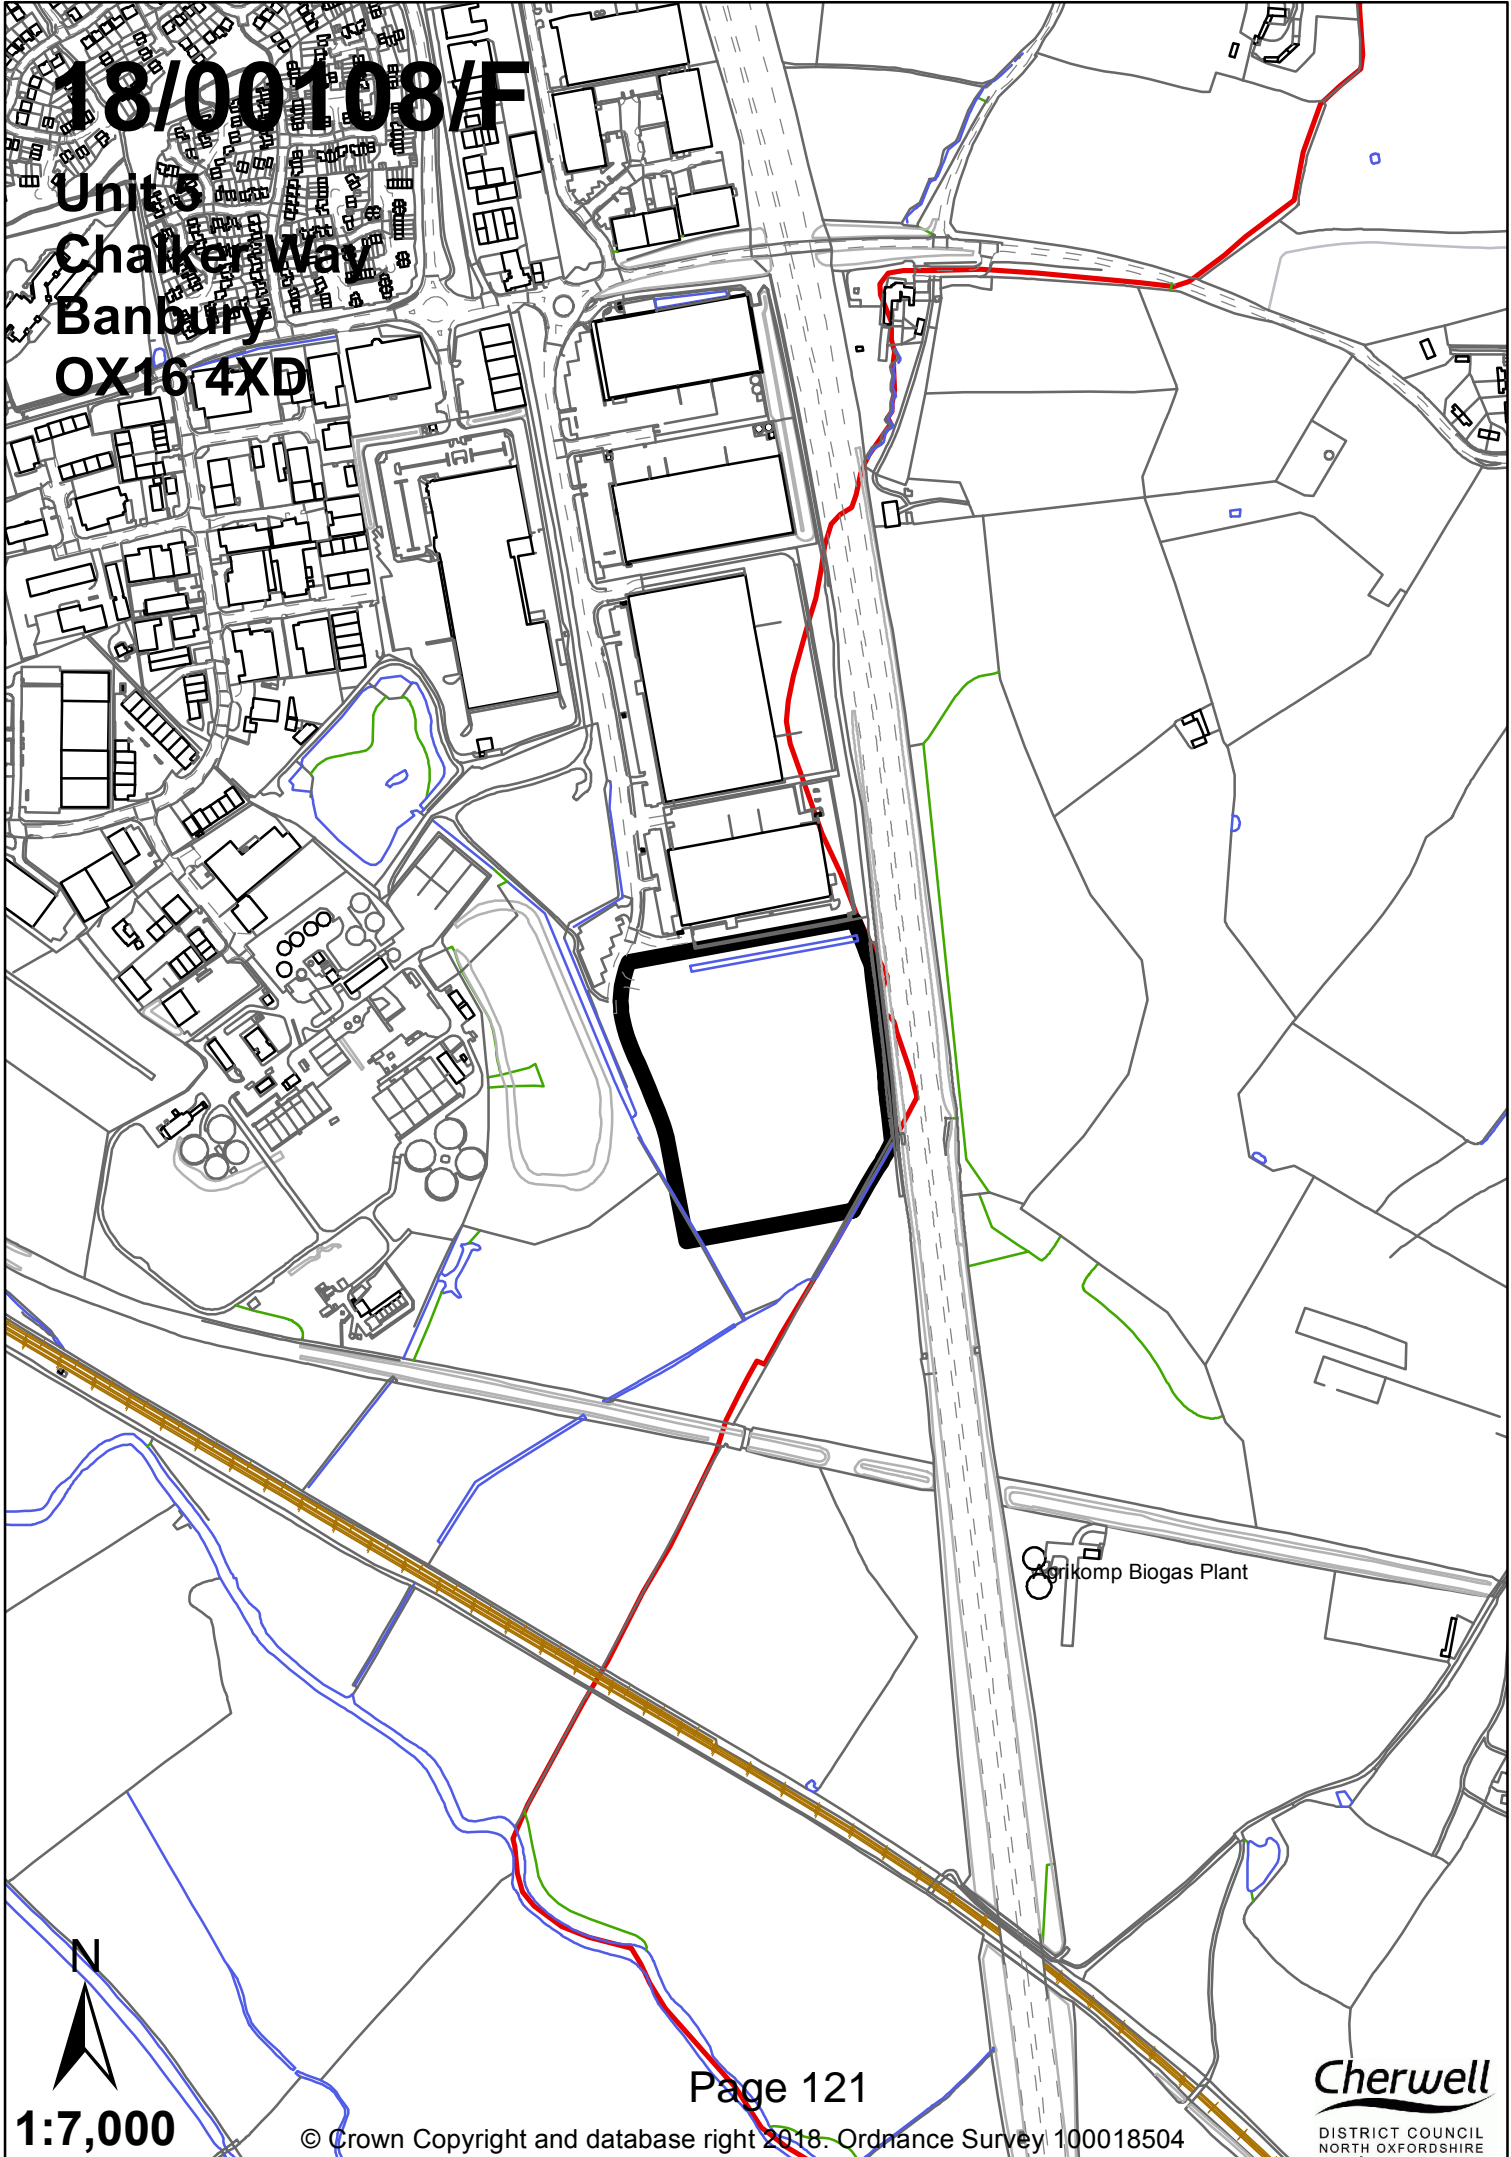 18/00108/F
Unit 5
Chalker Way
Banbury
OX16 4XD
Agrikomp Biogas Plant
N
1:7,000
Page 121
© Crown Copyright and database right 2018. Ordnance Survey 100018504
Cherwell
DISTRICT COUNCIL
NORTH OXFORDSHIRE